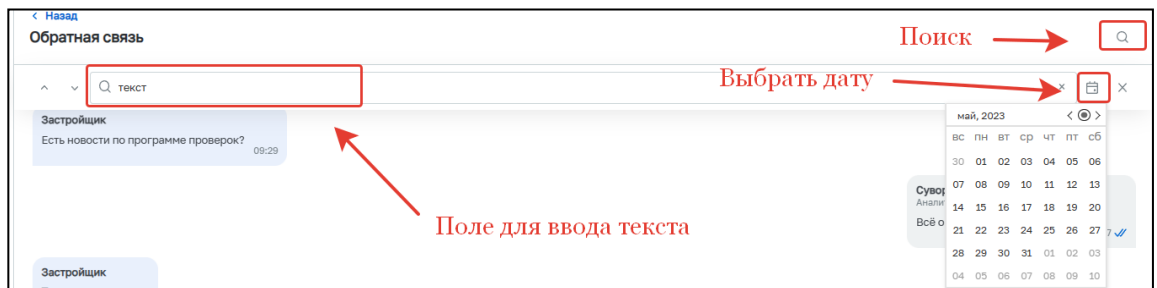 Назад
Обратная связь
Поиск
Выбрать дату
текст
Застройщик
Есть новости по программе проверок?
09:29
май, 2023
вс пн вт ср чт пт сб
30 01 02 03 04 05 06
07 08 09 10 11 12 13
14 15 16 17 18 19 20
21 22 23 24 25 26 27
28 29 30 31 01 02 03
04 05 06 07 08 09 10
Всё о
7
Поле для ввода текста
Застройщик